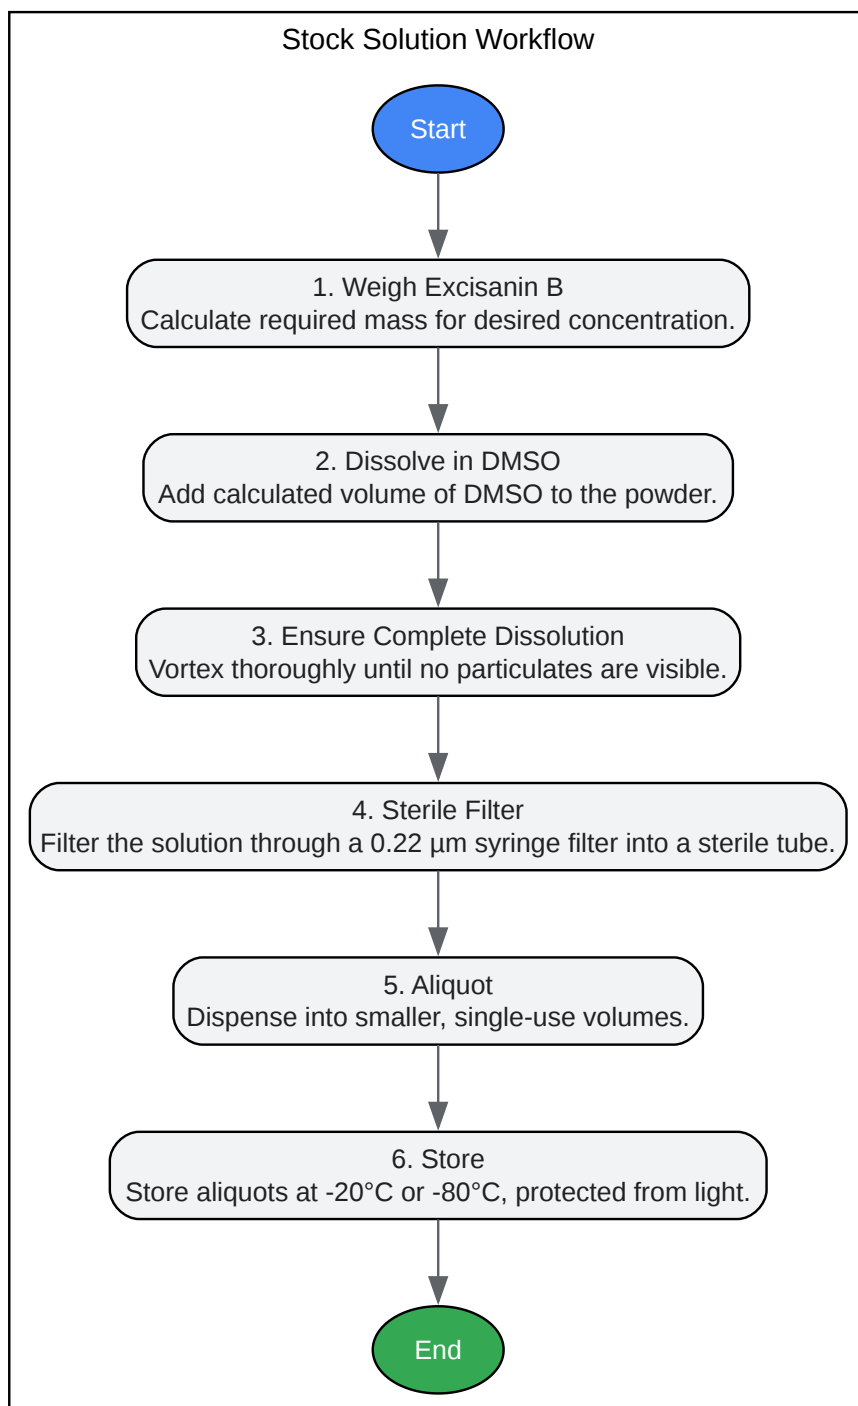 Stock Solution Workflow
Start
1. Weigh Excisanin B
Calculate required mass for desired concentration.
2. Dissolve in DMSO
Add calculated volume of DMSO to the powder.
3. Ensure Complete Dissolution
Vortex thoroughly until no particulates are visible.
4. Sterile Filter
Filter the solution through a 0.22 µm syringe filter into a sterile tube.
5. Aliquot
Dispense into smaller, single-use volumes.
6. Store
Store aliquots at -20°C or -80°C, protected from light.
End